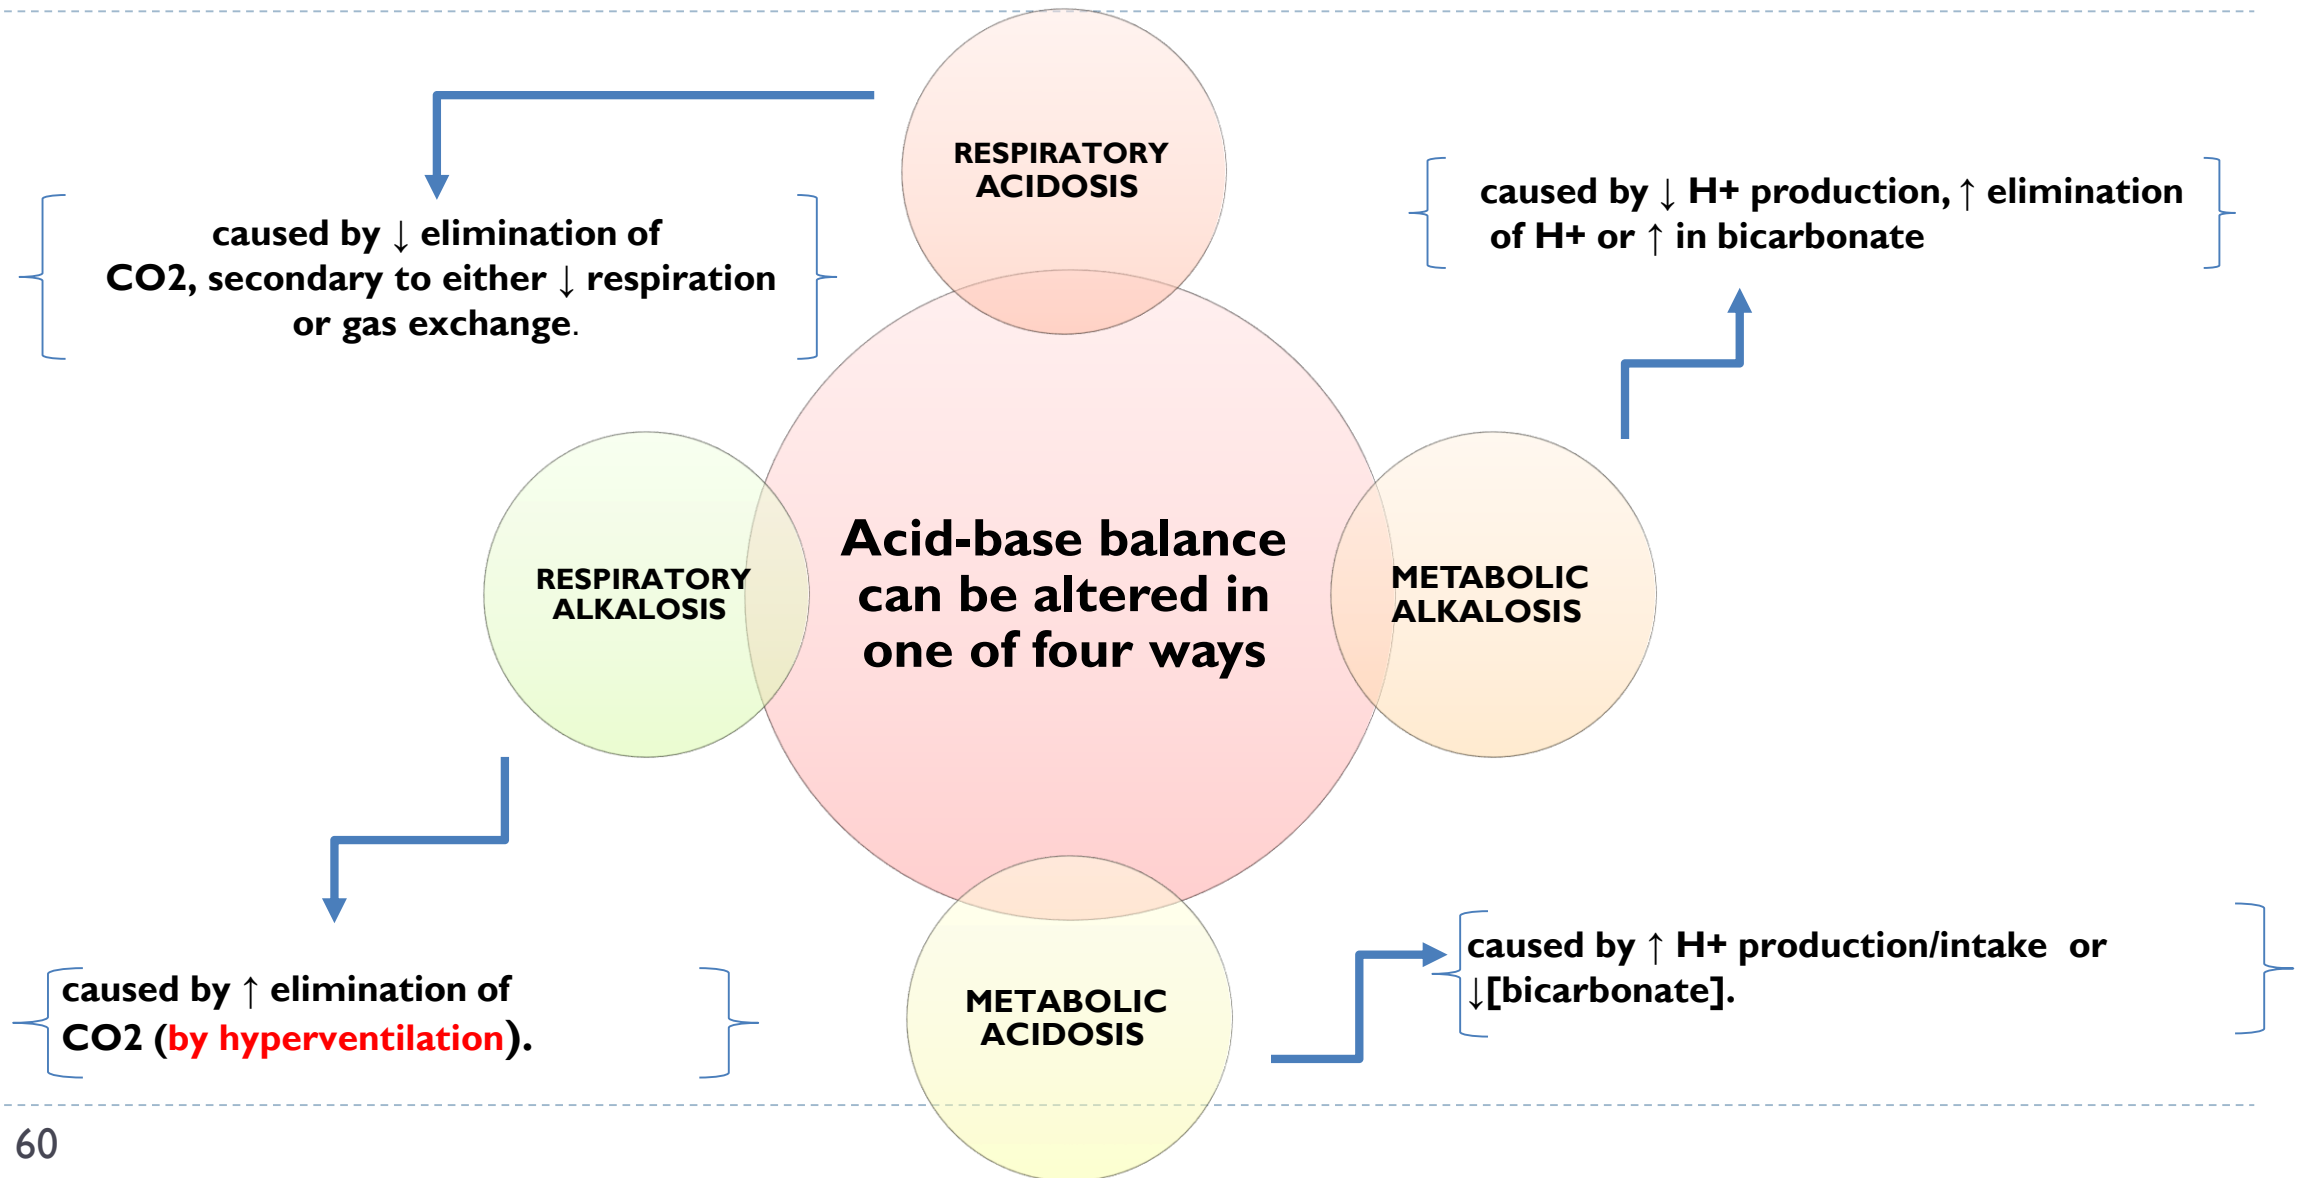 RESPIRATORY
ACIDOSIS
caused by ↓ elimination of
CO2, secondary to either ↓ respiration
or gas exchange.
caused by ↓ H+ production, ↑ elimination
of H+ or ↑ in bicarbonate
Acid-base balance
can be altered in
one of four ways
RESPIRATORY
ALKALOSIS
METABOLIC
ALKALOSIS
caused by ↑ elimination of
CO2 (by hyperventilation).
METABOLIC
ACIDOSIS
caused by ↑ H+ production/intake or
↓[bicarbonate].
60